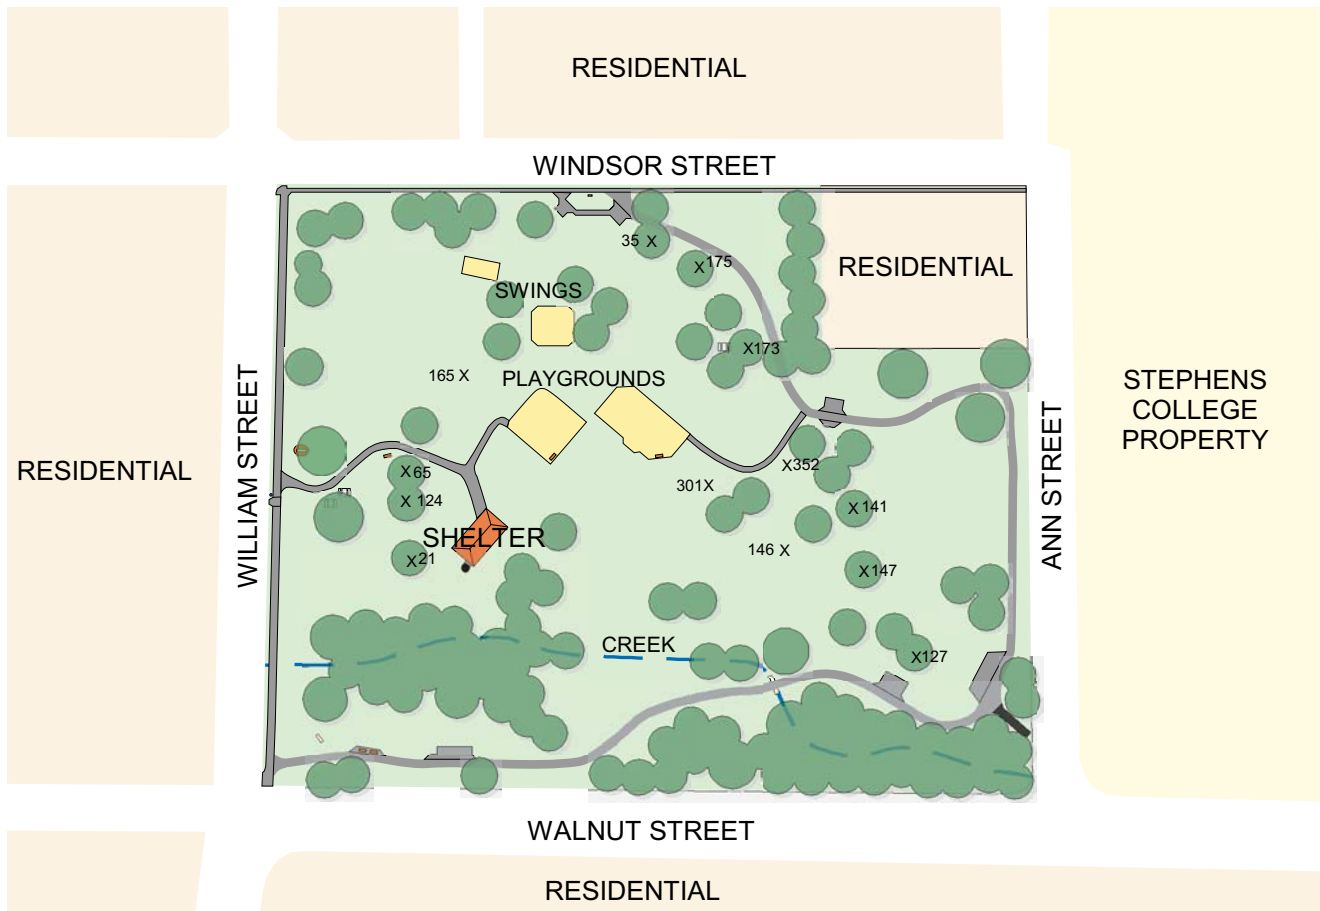 RESIDENTIAL
WINDSOR STREET
35 X
X175
RESIDENTIAL
SWINGS
X173
165 X
PLAYGROUNDS
STEPHENS
COLLEGE
PROPERTY
WILLIAM STREET
ANN STREET
RESIDENTIAL
X65
X352
301X
X 124
X 141
SHELTER
146 X
X21
X147
CREEK
X127
WALNUT STREET
RESIDENTIAL